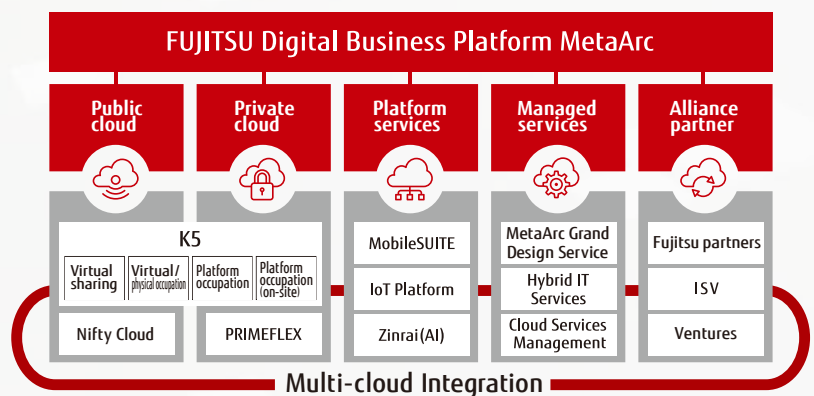 FUJITSU Digital Business Platform MetaArc
Public
cloud
Private
cloud
Platform
services
Managed
services
Alliance
partner
K5
Virtual
sharing
Virtual/
physical occupation
Platform
occupation
Platform
occupation
(on-site)
Nifty Cloud
PRIMEFLEX
MobileSUITE
IoT Platform
Zinrai(AI)
MetaArc Grand
Design Service
Hybrid IT
Services
Cloud Services
Management
Fujitsu partners
ISV
Ventures
Multi-cloud Integration